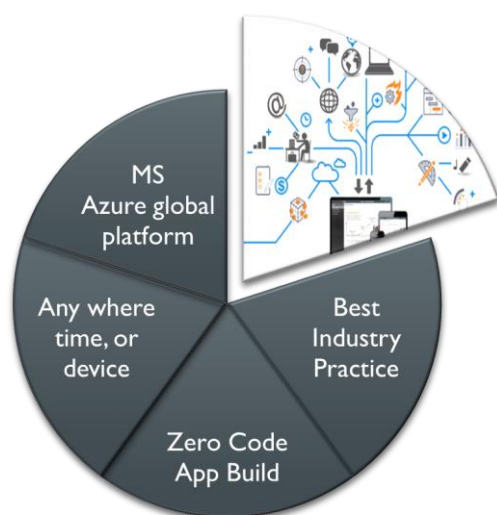 MS
Azure global
platform
Any where
time, or
device
Best
Industry
Practice
Zero Code
App Build